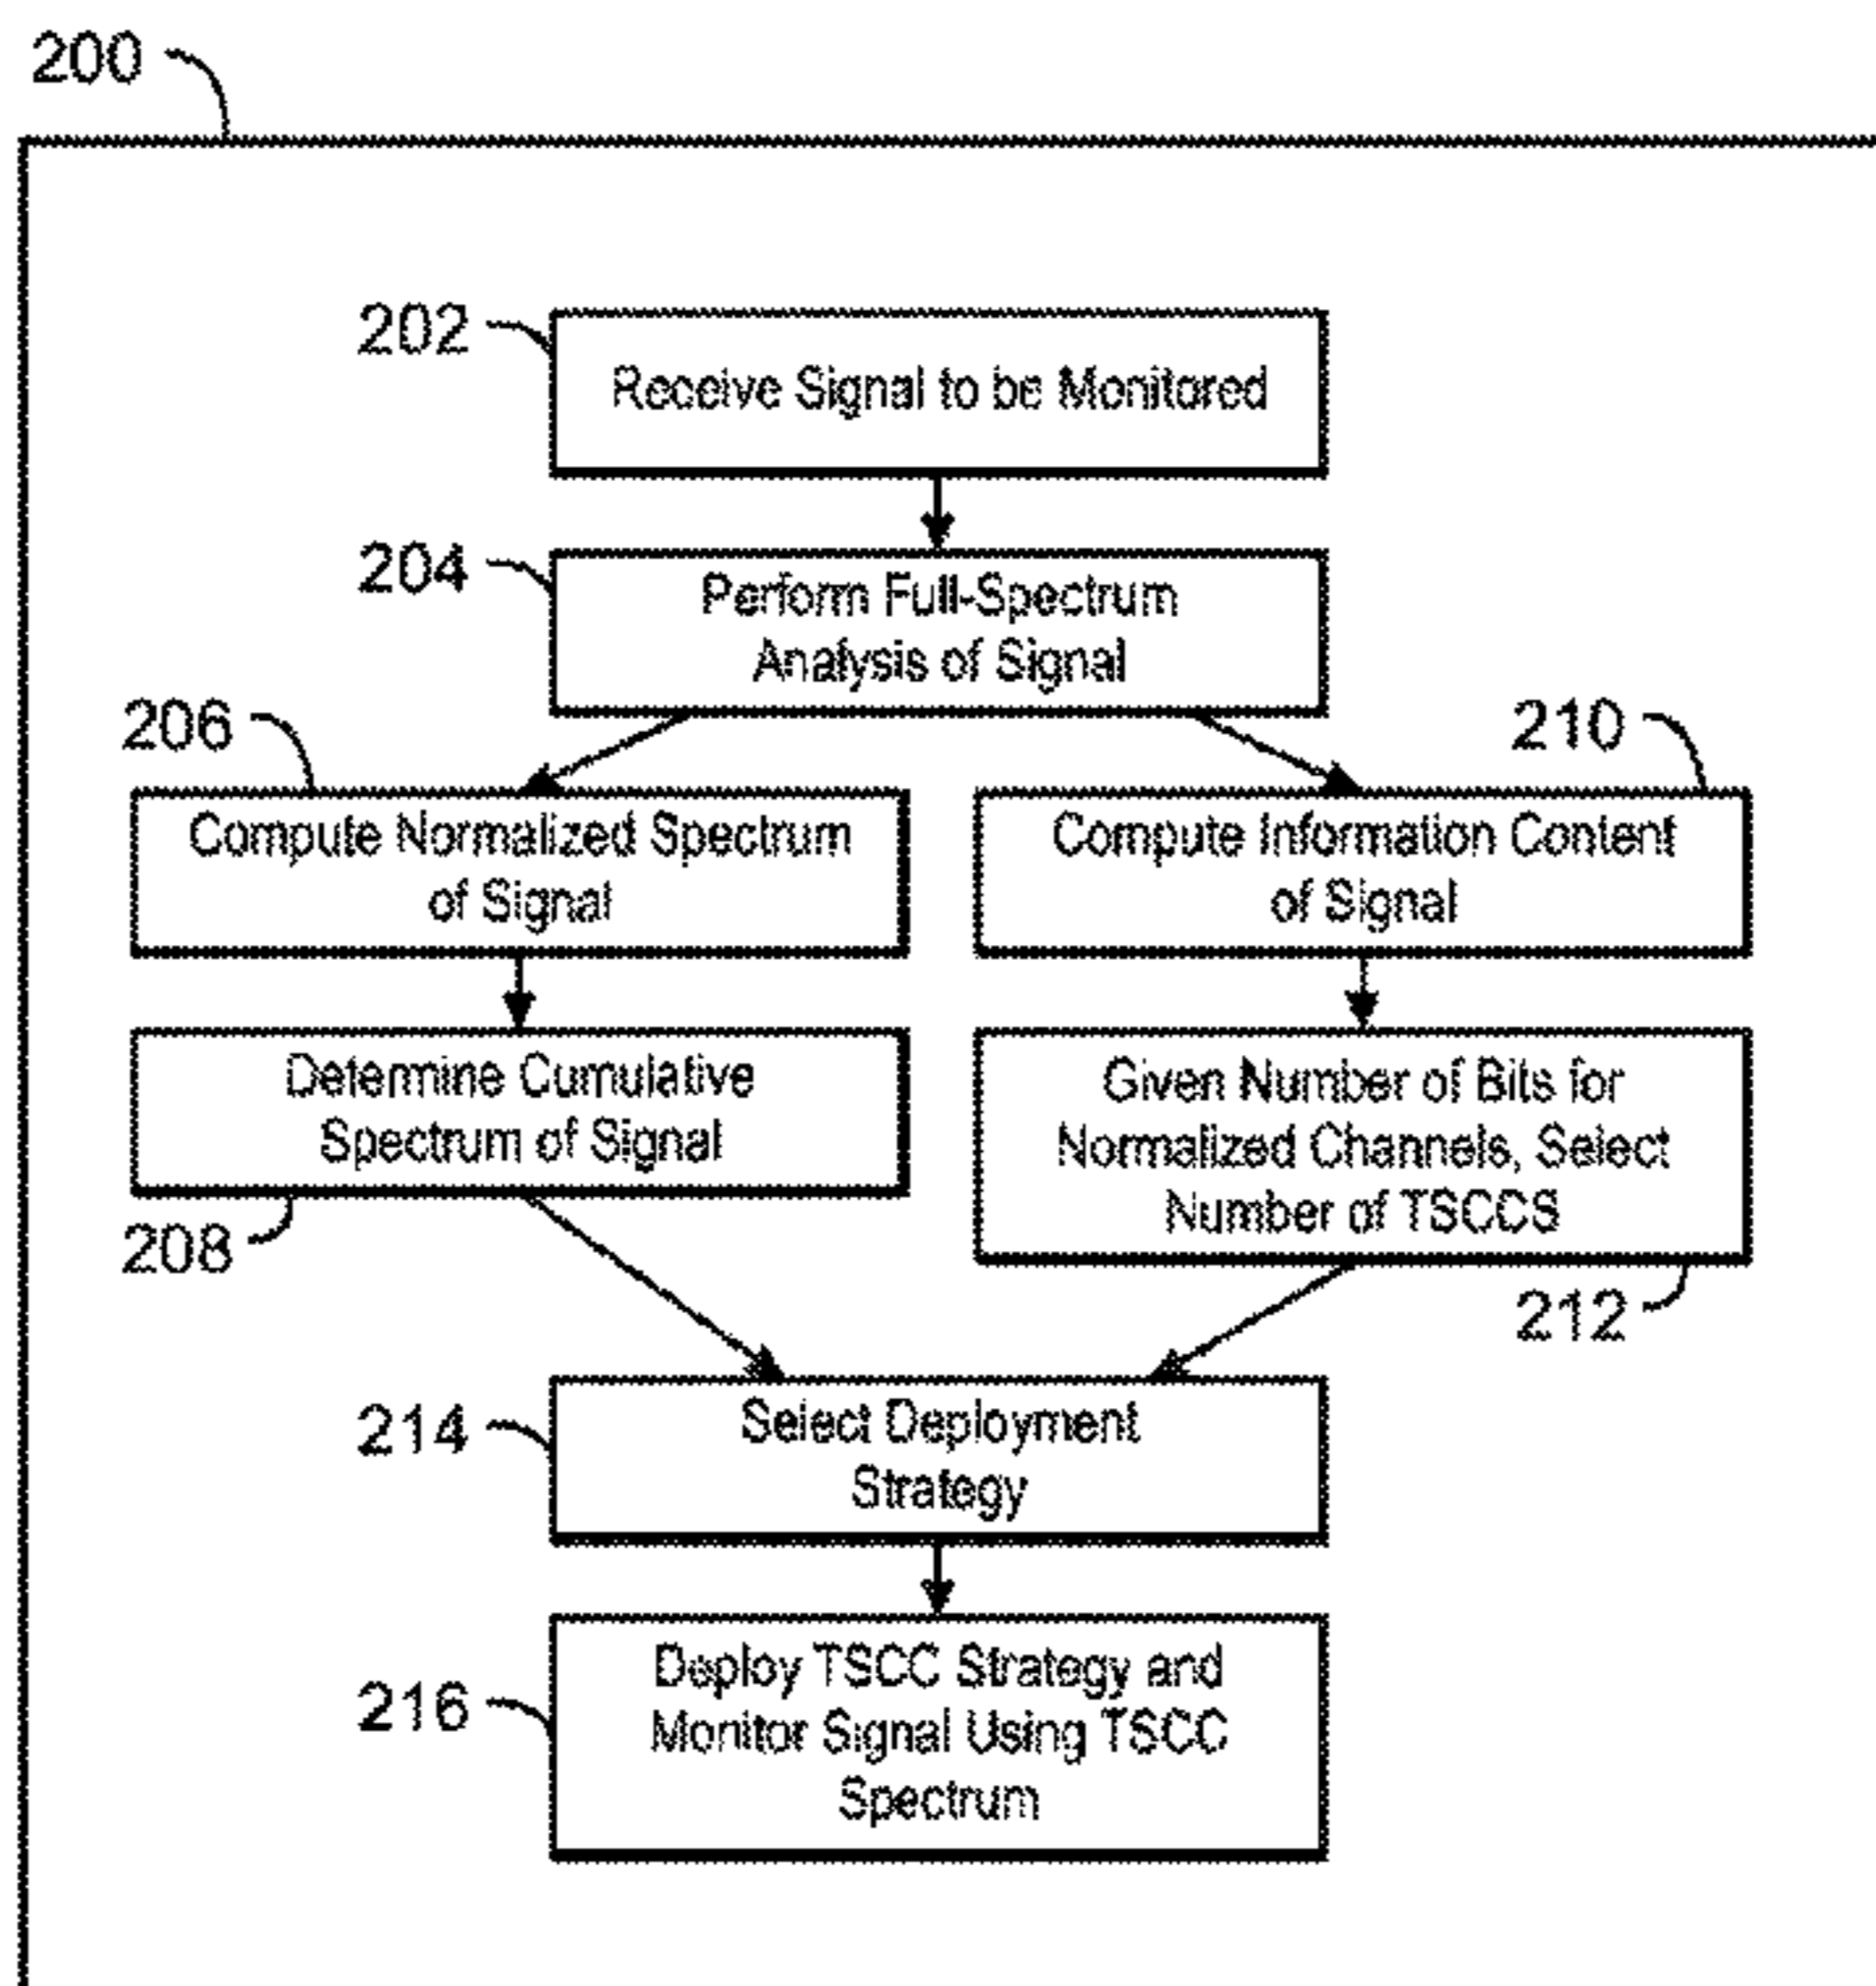 200
202
Receive Signal to be Monitored
204
Perform Full-Spectrum
Analysis of Signal
206
Compute Normalized Spectrum
of Signal
210
Compute Information Content
of Signal
Determine Cumulative
Spectrum of Signal
208
Given Number of Bits for
Normalized Channels, Select
Number of TSCCS
212
214
Select Deployment
Strategy
216
Deploy TSCC Strategy and
Monitor Signal Using TSCC
Spectrum